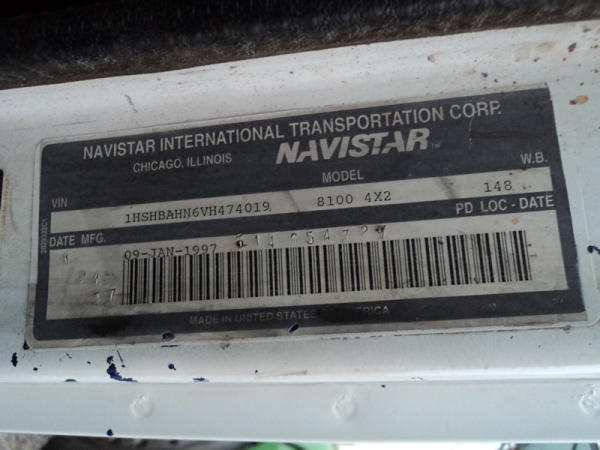 NAVISTAR INTERNATIONAL TRANSPORTATION CORP.
CHICAGO, ILLINOIS NAVISTAR
VIN MODEL W.B.
1HSHBAHN6VH474019 8100 4X2 148
DATE MFG. PD LOC - DATE
09-JAN-1997
MADE IN UNITED STATES OF AMERICA